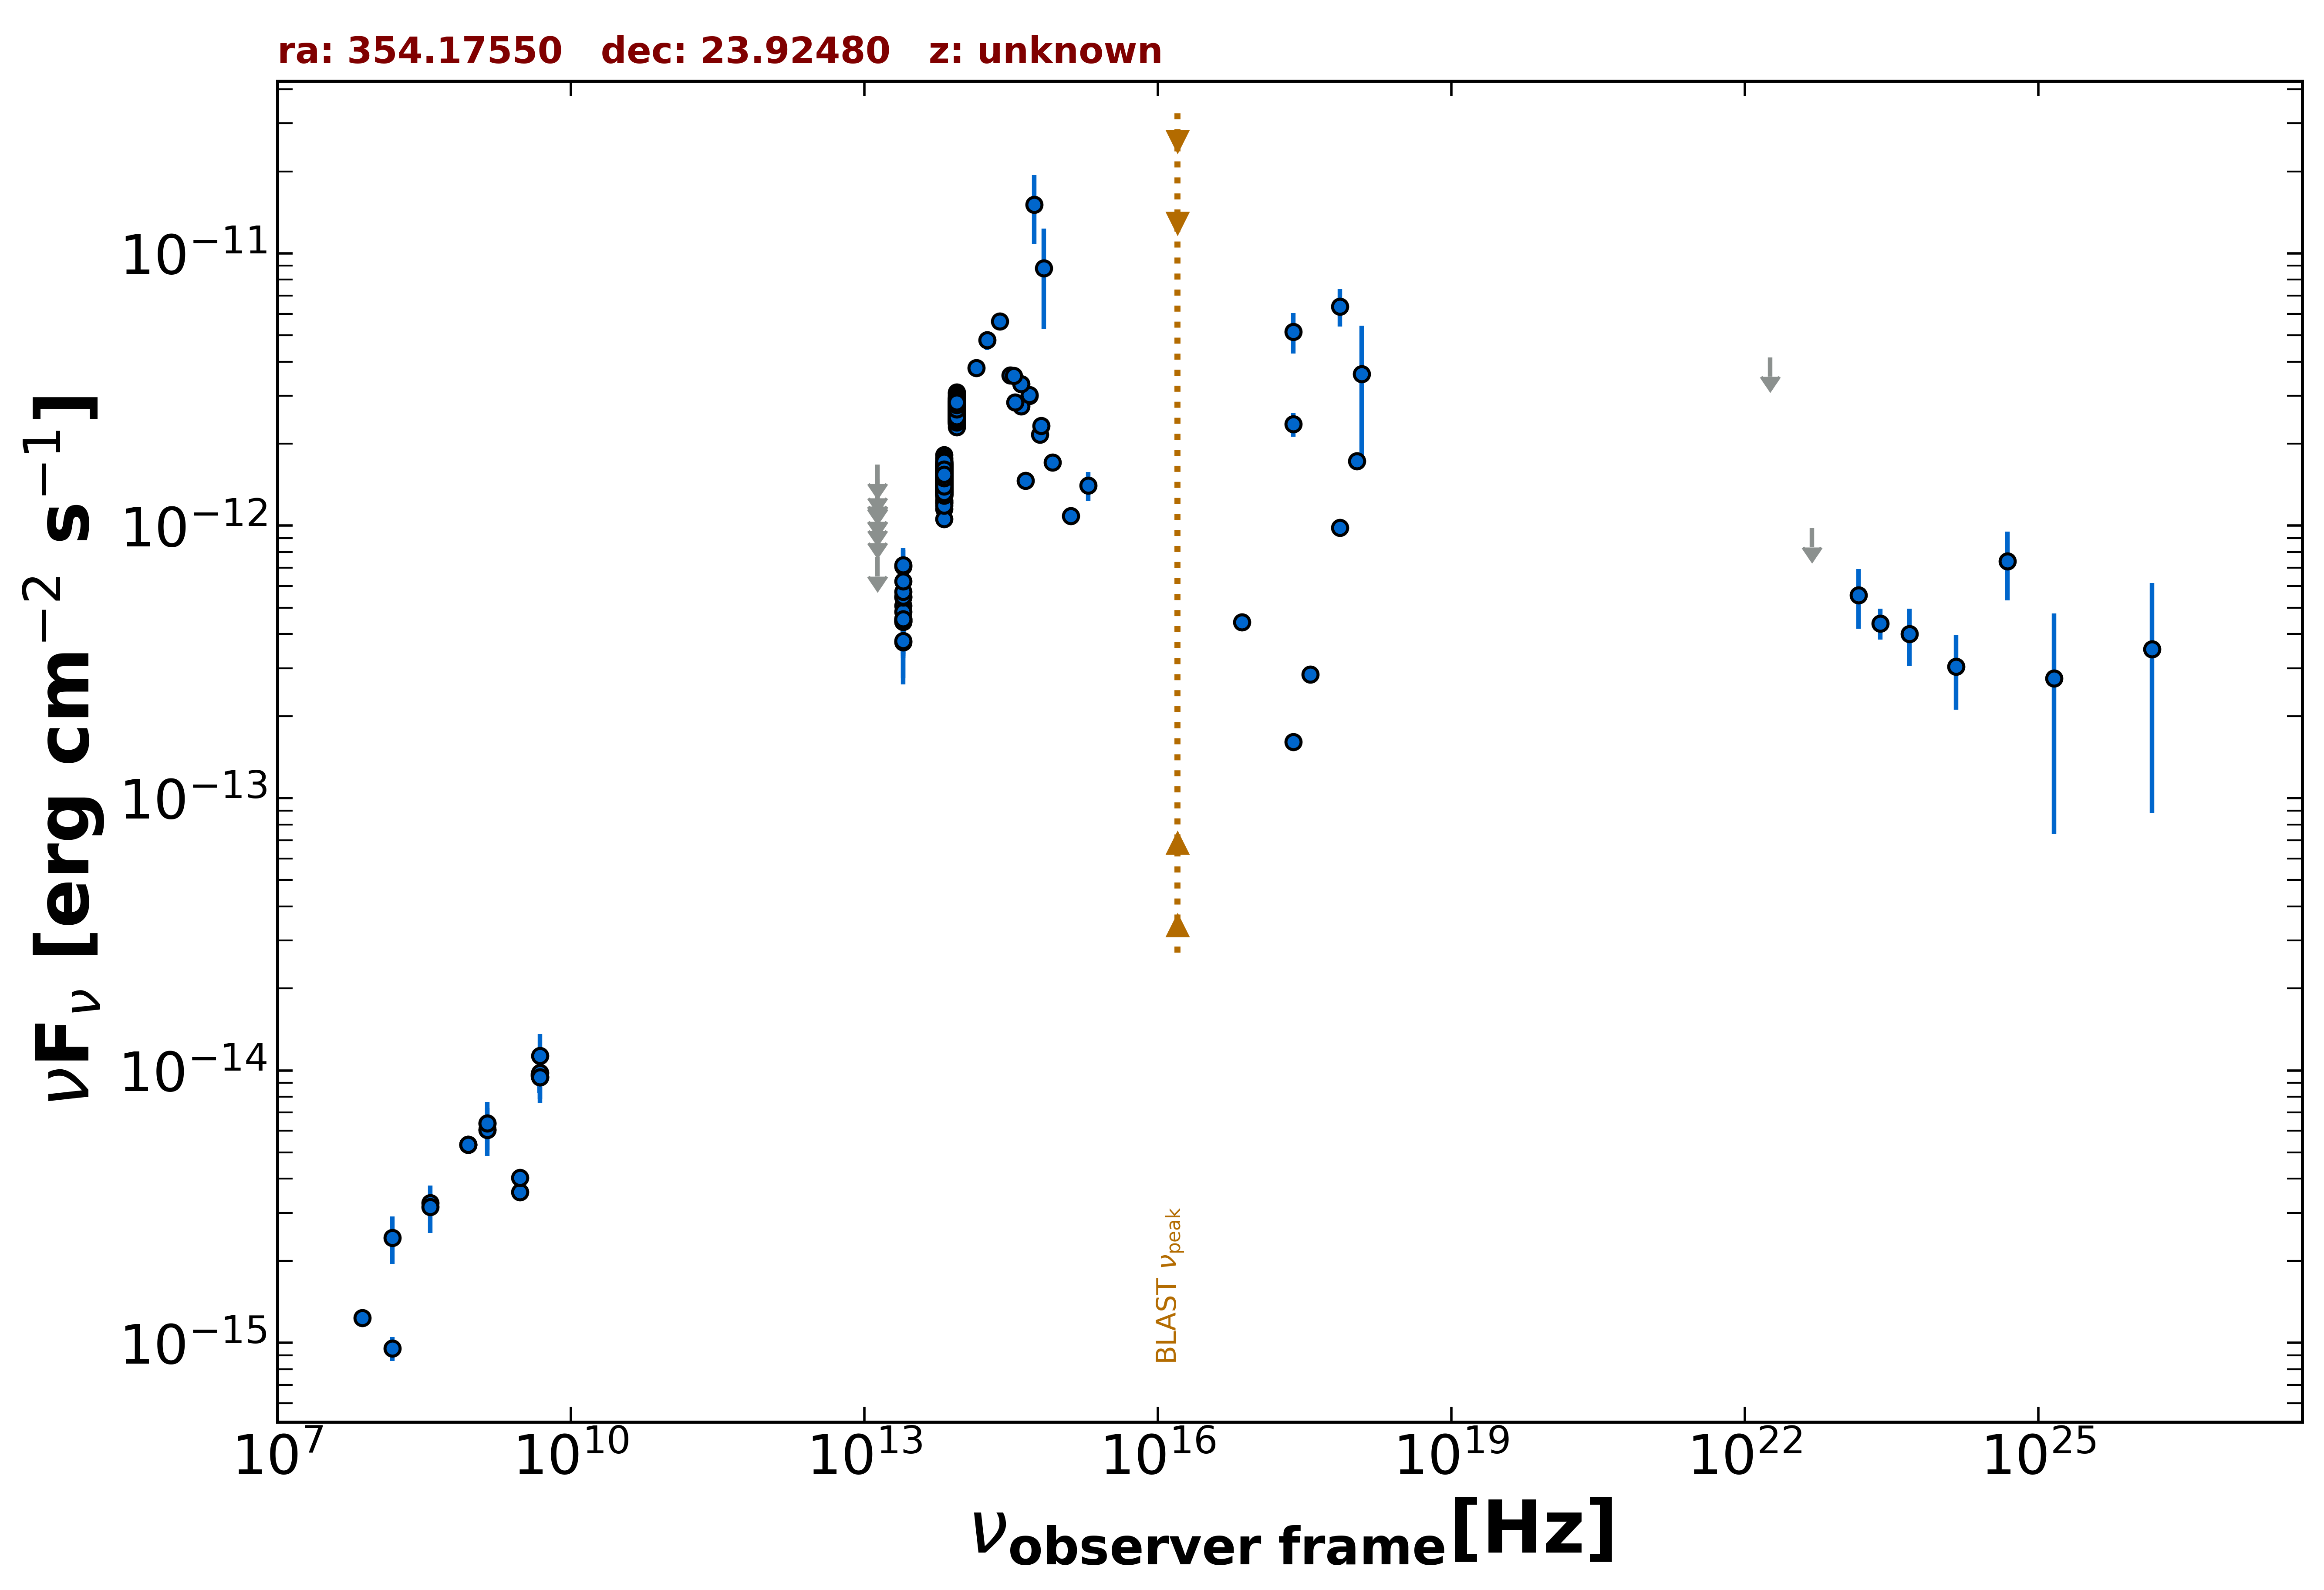 ra: 354.17550 dec: 23.92480 z: unknown
νFν [erg cm−2 s−1]
10−11
10−12
10−13
10−14
10−15
BLAST νpeak
107 1010 1013 1016 1019 1022 1025
νobserver frame[Hz]